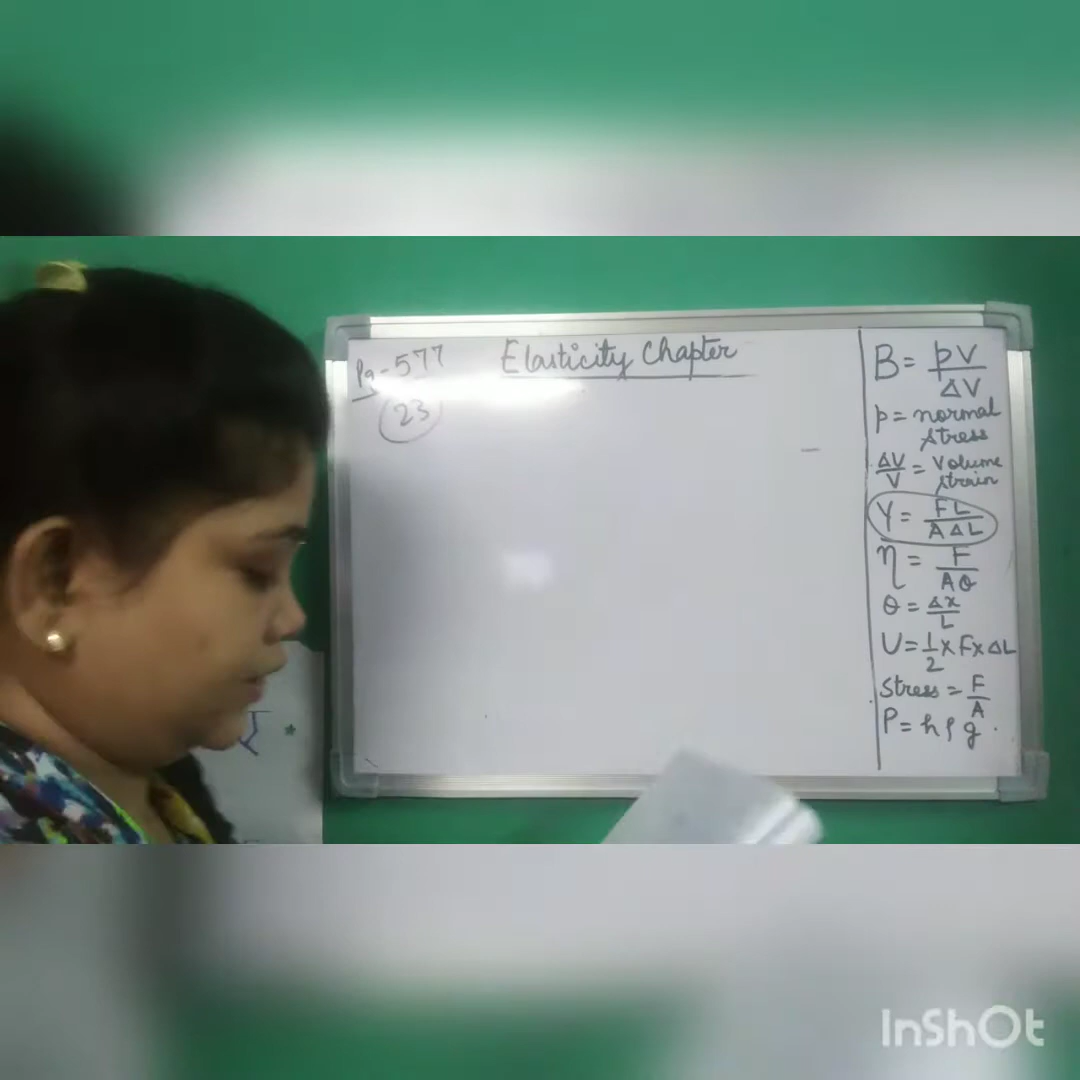 Pg-577
Elasticity Chapter
23
B = pV/ΔV
p = normal
stress
ΔV/V = Volume
strain
Y = FL/AΔL
η = F/Aθ
θ = Δx/L
U = 1/2 x F x ΔL
Stress = F/A
P = hρg
InShOt